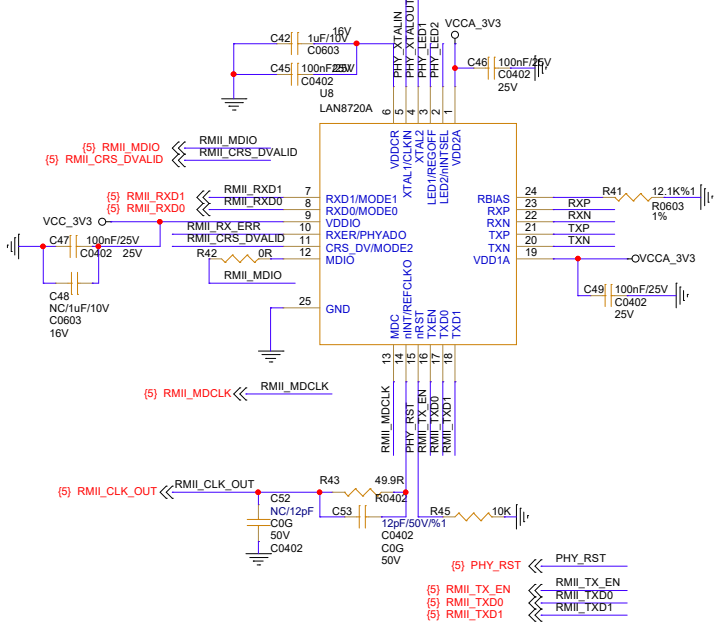 16V
C42 1uF/10V
C0603
PHY_XTALIN
PHY_XTALOUT
PHY_LED1
PHY_LED2
VCCA_3V3
C45 100nF/25V
C0402
25V
C46 100nF/25V
C0402
25V
U8
LAN8720A
6
5
4
3
2
1
VDDCR
XTAL1/CLKIN
XTAL2
LED1/REGOFF
LED2/nINTSEL
VDD2A
{5} RMII_MDIO RMII_MDIO
{5} RMII_CRS_DVALID RMII_CRS_DVALID
{5} RMII_RXD1 RMII_RXD1
{5} RMII_RXD0 RMII_RXD0
VCC_3V3
RMII_RX_ERR
RMII_CRS_DVALID
R42 0R
RMII_MDIO
C47 100nF/25V
C0402 25V
C48
NC/1uF/10V
C0603
16V
7 RXD1/MODE1
8 RXD0/MODE0
9 VDDIO
10 RXER/PHYADO
11 CRS_DV/MODE2
12 MDIO
25 GND
RBIAS 24 R41 12.1K%1
R0603
1%
RXP 23 RXP
RXN 22 RXN
TXP 21 TXP
TXN 20 TXN
VDD1A 19 VCCA_3V3
C49 100nF/25V
C0402
25V
MDC
nINT/REFCLKO
nRST
TXEN
TXD0
TXD1
13
14
15
16
17
18
RMII_MDCLK
PHY_RST
RMII_TX_EN
RMII_TXD0
RMII_TXD1
{5} RMII_MDCLK RMII_MDCLK
{5} RMII_CLK_OUT RMII_CLK_OUT
R43 49.9R
R0402
C52
NC/12pF
C0G
50V
C0402
C53 12pF/50V/%1
C0402
C0G
50V
R45 10K
{5} PHY_RST PHY_RST
{5} RMII_TX_EN RMII_TX_EN
{5} RMII_TXD0 RMII_TXD0
{5} RMII_TXD1 RMII_TXD1